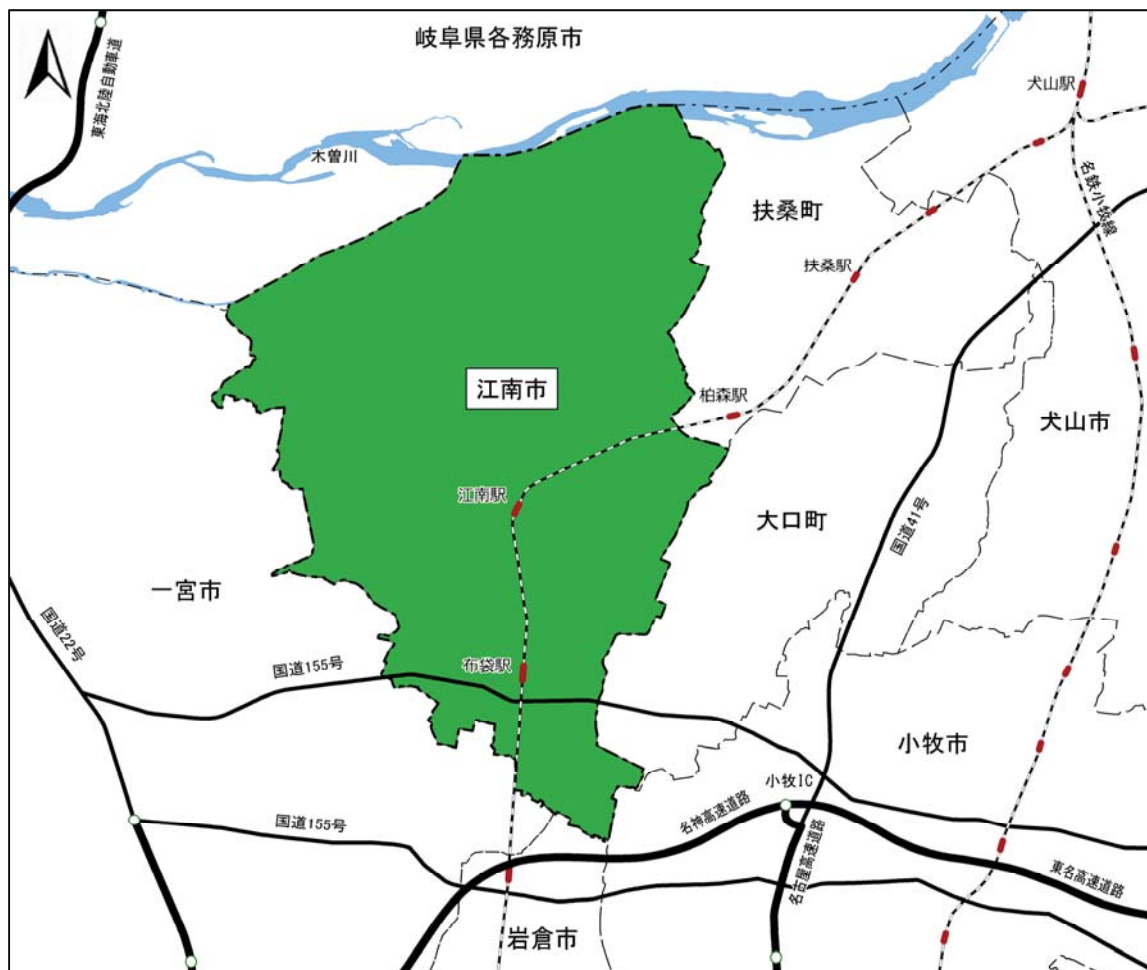 岐阜県各務原市
東海北陸自動車道
犬山駅
木曽川
扶桑町
名鉄小牧線
扶桑駅
江南市
柏森駅
犬山市
江南駅
大口町
国道41号
一宮市
国道22号
布袋駅
国道155号
小牧市
小牧IC
国道155号
名神高速道路
名古屋高速道路
東名高速道路
岩倉市